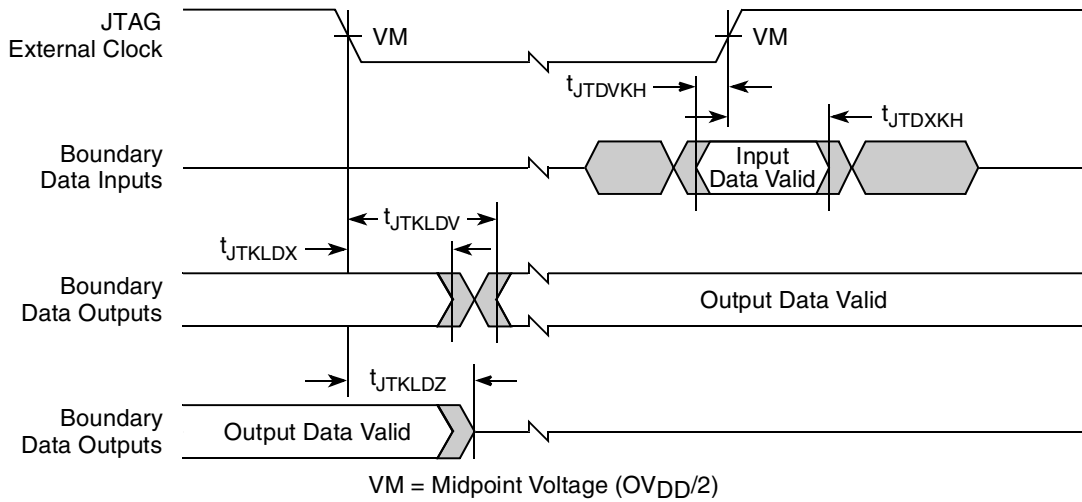 JTAG
External Clock
VM
VM
tJTDVKH
tJTDXKH
Boundary
Data Inputs
Input
Data Valid
tJTKLDV
tJTKLDX
Boundary
Data Outputs
Output Data Valid
tJTKLDZ
Boundary
Data Outputs
Output Data Valid
VM = Midpoint Voltage (OVDD/2)